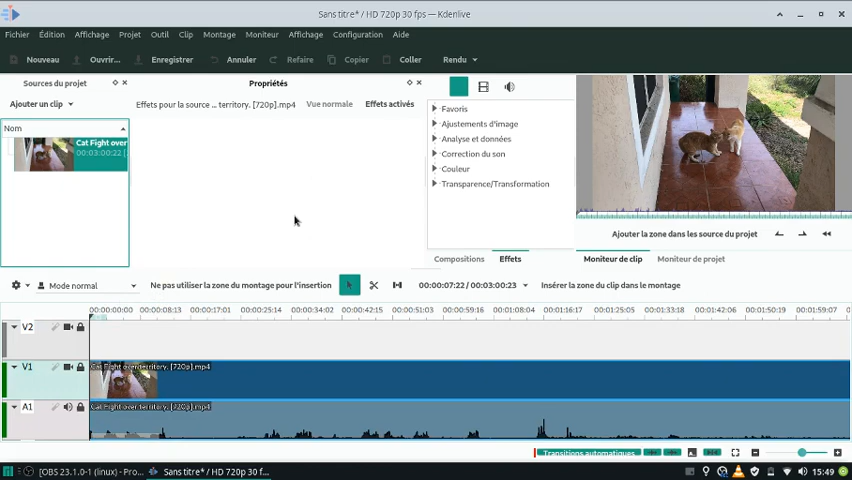 Sans titre* / HD 720p 30 fps — Kdenlive
Fichier Édition Affichage Projet Outil Clip Montage Moniteur Affichage Configuration Aide
Nouveau Ouvrir... Enregistrer Annuler Refaire Copier Coller Rendu
Sources du projet Propriétés
Ajouter un clip Effets pour la source ... territory. [720p].mp4 Vue normale Effets activés
Nom
Cat Fight over
00:03:00:22
Favoris
Ajustements d'image
Analyse et données
Correction du son
Couleur
Transparence/Transformation
Ajouter la zone dans les source du projet
Compositions Effets Moniteur de clip Moniteur de projet
Mode normal Ne pas utiliser la zone du montage pour l'insertion 00:00:07:22 / 00:03:00:23 Insérer la zone du clip dans le montage
00:00:00:00 00:00:08:13 00:00:17:01 00:00:25:14 00:00:34:02 00:00:42:15 00:00:51:03 00:00:59:16 00:01:08:04 00:01:16:17 00:01:25:05 00:01:33:18 00:01:42:06 00:01:50:19 00:01:59:07
V2
V1 Cat Fight over territory. [720p].mp4
A1 Cat Fight over territory. [720p].mp4
Transitions automatiques
[OBS 23.1.0-1 (linux) - Pro... Sans titre* / HD 720p 30 f... 15:49